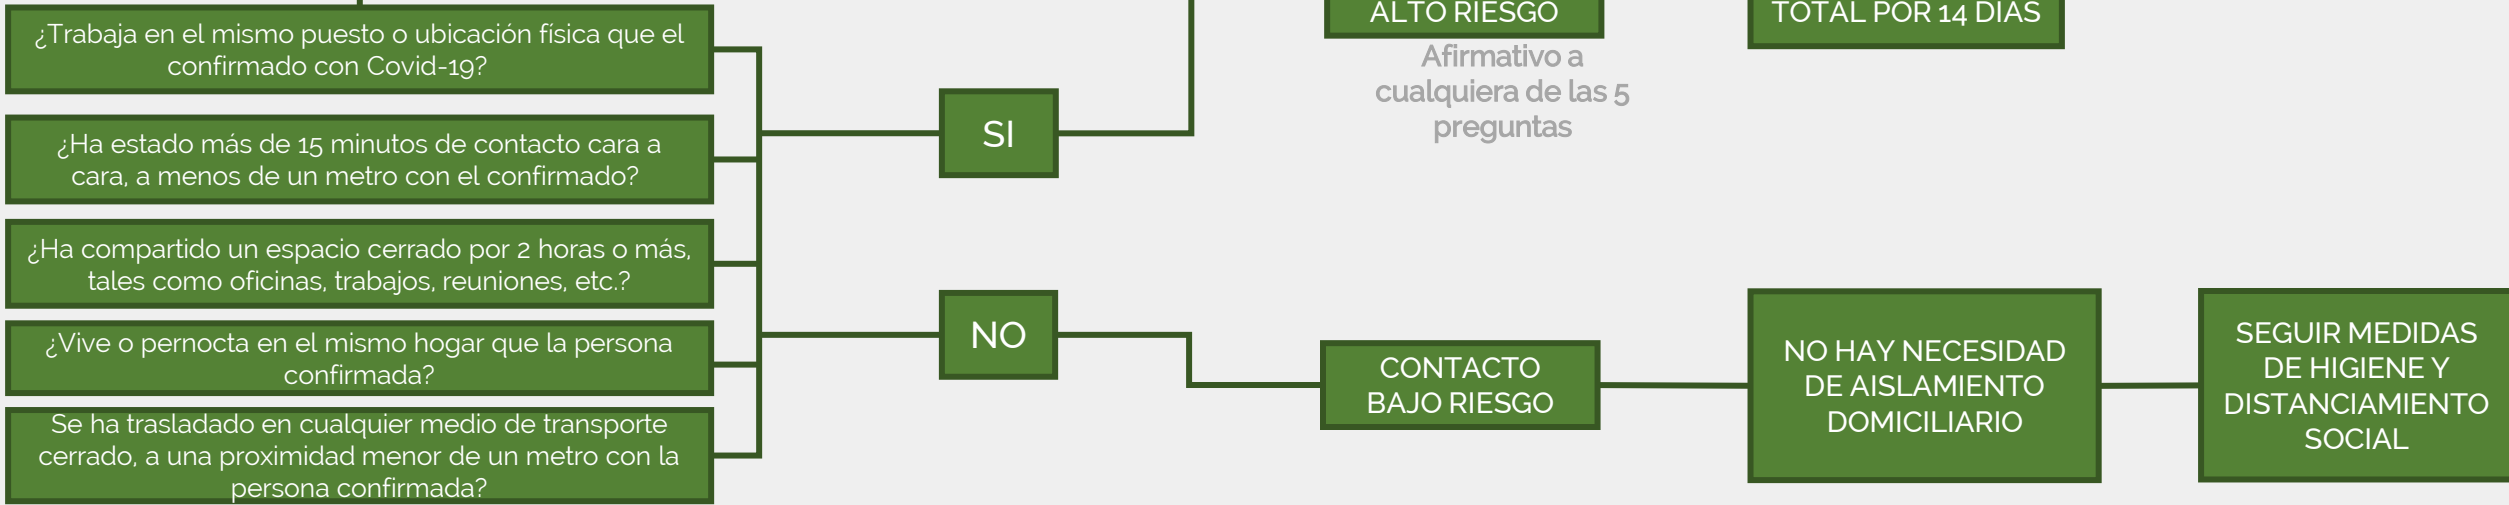 ¿Trabaja en el mismo puesto o ubicación física que el
confirmado con Covid-19?
¿Ha estado más de 15 minutos de contacto cara a
cara, a menos de un metro con el confirmado?
¿Ha compartido un espacio cerrado por 2 horas o más,
tales como oficinas, trabajos, reuniones, etc.?
¿Vive o pernocta en el mismo hogar que la persona
confirmada?
Se ha trasladado en cualquier medio de transporte
cerrado, a una proximidad menor de un metro con la
persona confirmada?
SI
NO
ALTO RIESGO
Afirmativo a
cualquiera de las 5
preguntas
TOTAL POR 14 DIAS
CONTACTO
BAJO RIESGO
NO HAY NECESIDAD
DE AISLAMIENTO
DOMICILIARIO
SEGUIR MEDIDAS
DE HIGIENE Y
DISTANCIAMIENTO
SOCIAL